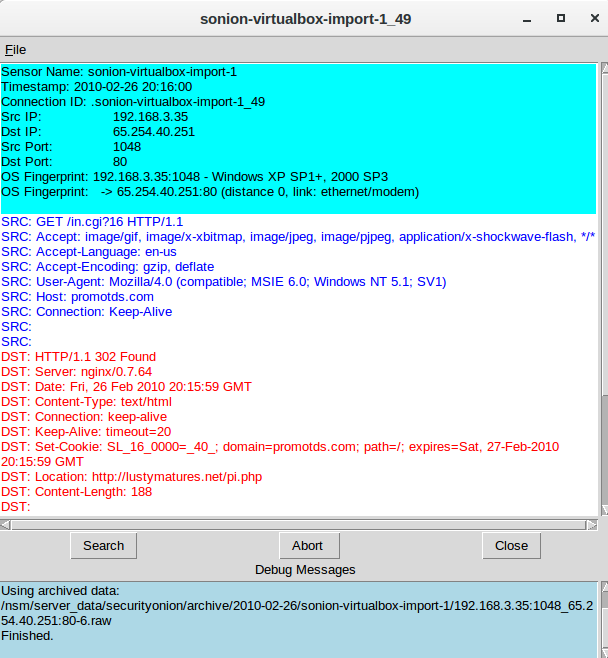 sonion-virtualbox-import-1_49
File
Sensor Name: sonion-virtualbox-import-1
Timestamp: 2010-02-26 20:16:00
Connection ID: .sonion-virtualbox-import-1_49
Src IP: 192.168.3.35
Dst IP: 65.254.40.251
Src Port: 1048
Dst Port: 80
OS Fingerprint: 192.168.3.35:1048 - Windows XP SP1+, 2000 SP3
OS Fingerprint: -> 65.254.40.251:80 (distance 0, link: ethernet/modem)
SRC: GET /in.cgi?16 HTTP/1.1
SRC: Accept: image/gif, image/x-xbitmap, image/jpeg, image/pjpeg, application/x-shockwave-flash, */*
SRC: Accept-Language: en-us
SRC: Accept-Encoding: gzip, deflate
SRC: User-Agent: Mozilla/4.0 (compatible; MSIE 6.0; Windows NT 5.1; SV1)
SRC: Host: promotds.com
SRC: Connection: Keep-Alive
SRC:
SRC:
DST: HTTP/1.1 302 Found
DST: Server: nginx/0.7.64
DST: Date: Fri, 26 Feb 2010 20:15:59 GMT
DST: Content-Type: text/html
DST: Connection: keep-alive
DST: Keep-Alive: timeout=20
DST: Set-Cookie: SL_16_0000=_40_; domain=promotds.com; path=/; expires=Sat, 27-Feb-2010
20:15:59 GMT
DST: Location: http://lustymatures.net/pi.php
DST: Content-Length: 188
DST:
Search Abort Close
Debug Messages
Using archived data:
/nsm/server_data/securityonion/archive/2010-02-26/sonion-virtualbox-import-1/192.168.3.35:1048_65.2
54.40.251:80-6.raw
Finished.